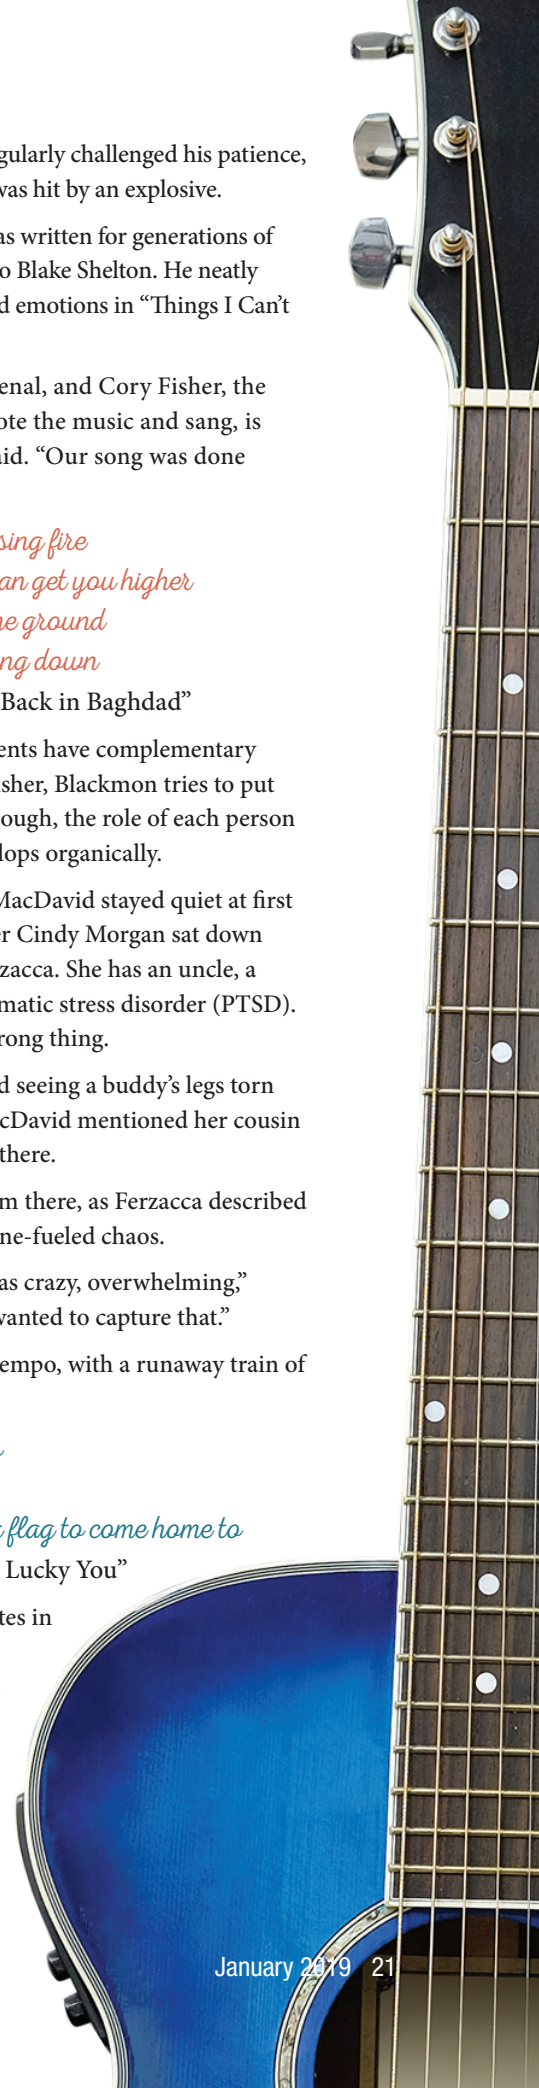 gularly challenged his patience,
was hit by an explosive.
as written for generations of
o Blake Shelton. He neatly
d emotions in “Things I Can’t
enal, and Cory Fisher, the
ote the music and sang, is
aid. “Our song was done
sing fire
an get you higher
he ground
ng down
Back in Baghdad”
ents have complementary
sher, Blackmon tries to put
ough, the role of each person
lops organically.
MacDavid stayed quiet at first
er Cindy Morgan sat down
zacca. She has an uncle, a
matic stress disorder (PTSD).
rong thing.
d seeing a buddy’s legs torn
cDavid mentioned her cousin
there.
m there, as Ferzacca described
ne-fueled chaos.
as crazy, overwhelming,”
wanted to capture that.”
empo, with a runaway train of
flag to come home to
Lucky You”
tes in
January 2019 21